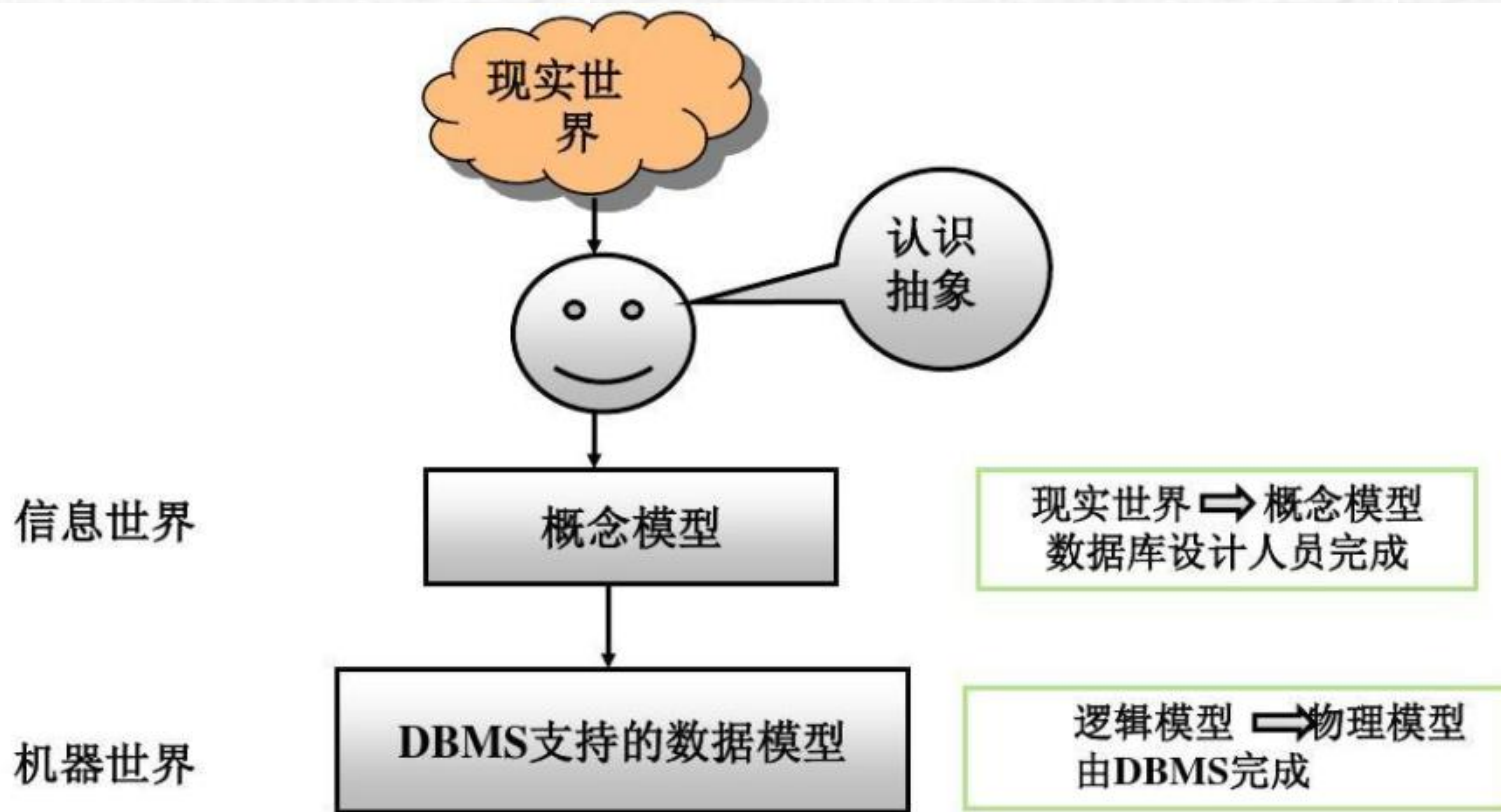 现实世
界
认识
抽象
信息世界
概念模型
现实世界 ⇨ 概念模型
数据库设计人员完成
机器世界
DBMS支持的数据模型
逻辑模型 ⇨物理模型
由DBMS完成